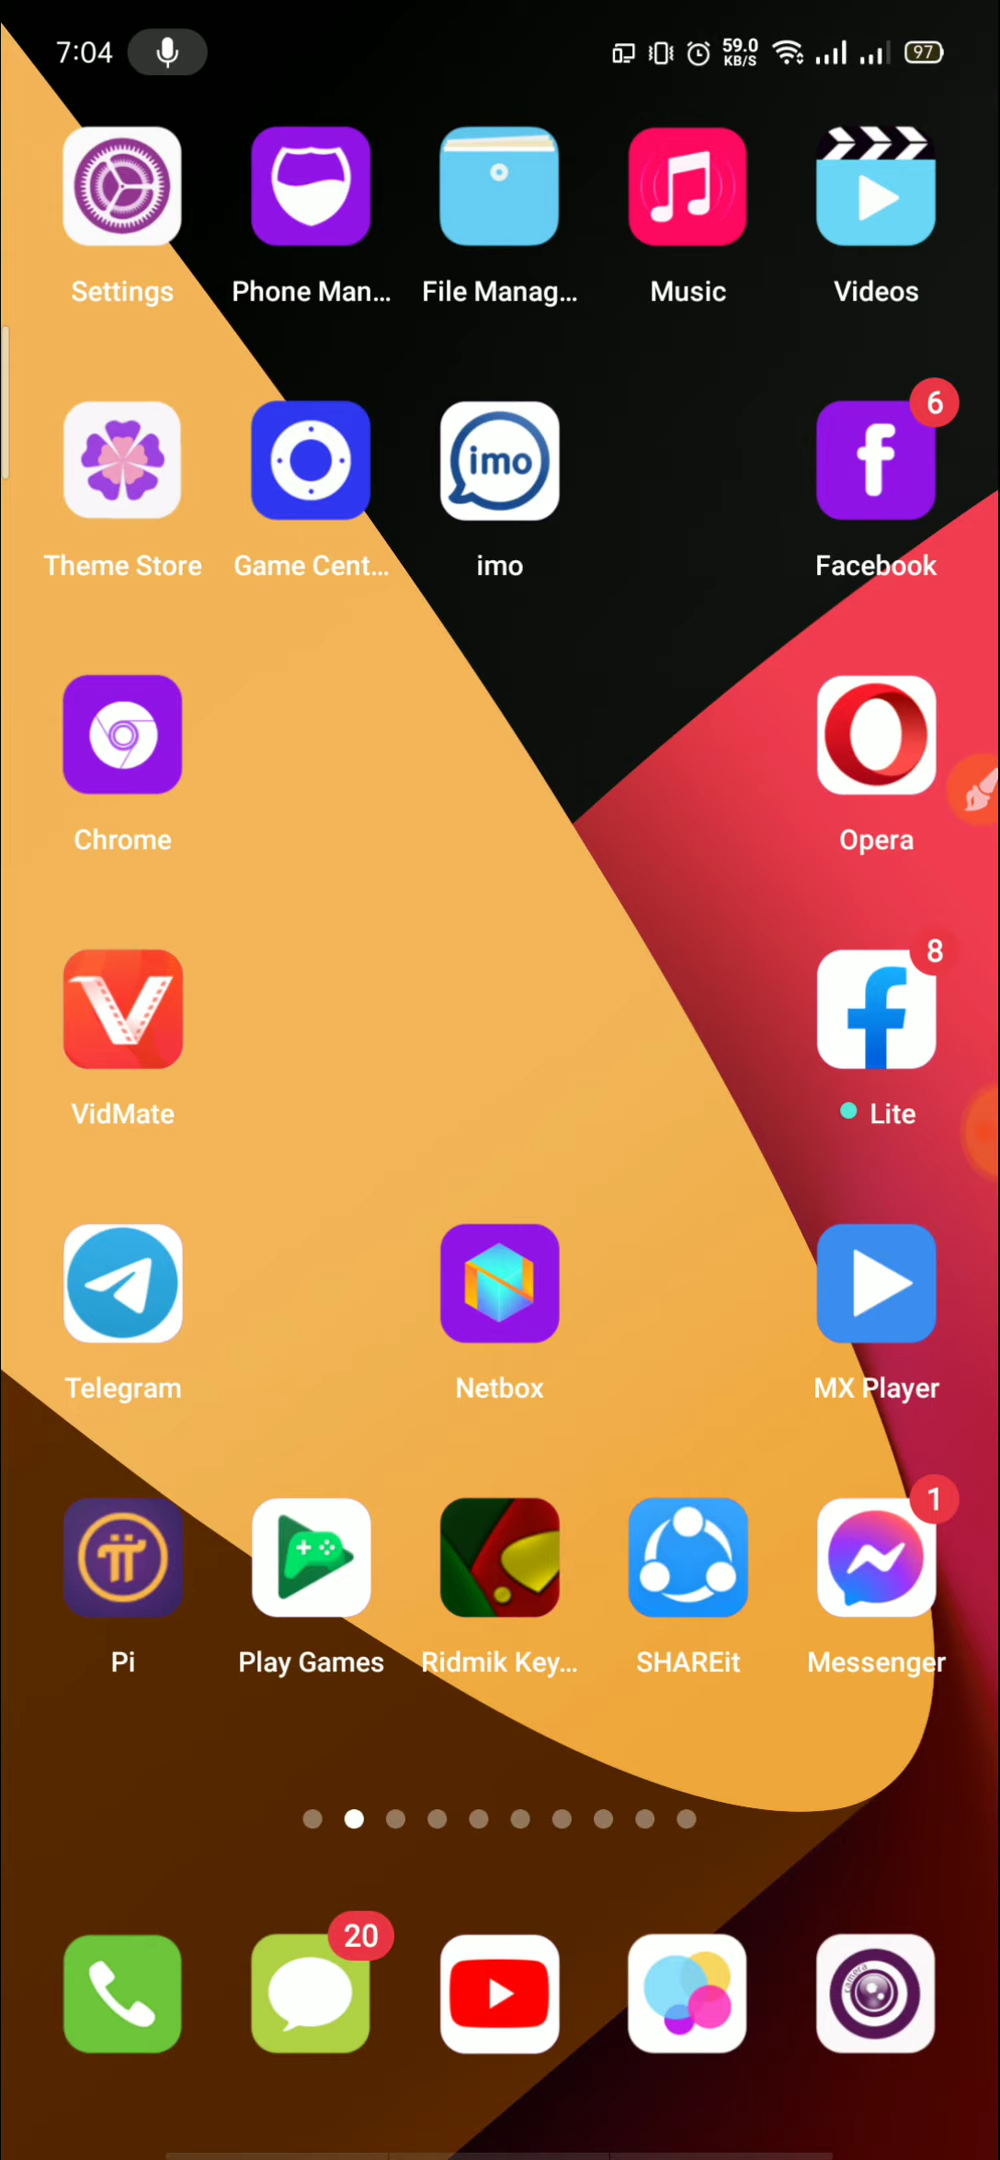 7:04 59.0 KB/S 97
Settings Phone Man... File Manag... Music Videos
imo 6
Theme Store Game Cent... imo Facebook
Chrome Opera
8
VidMate Lite
Telegram Netbox MX Player
1
Pi Play Games Ridmik Key... SHAREit Messenger
20
camera